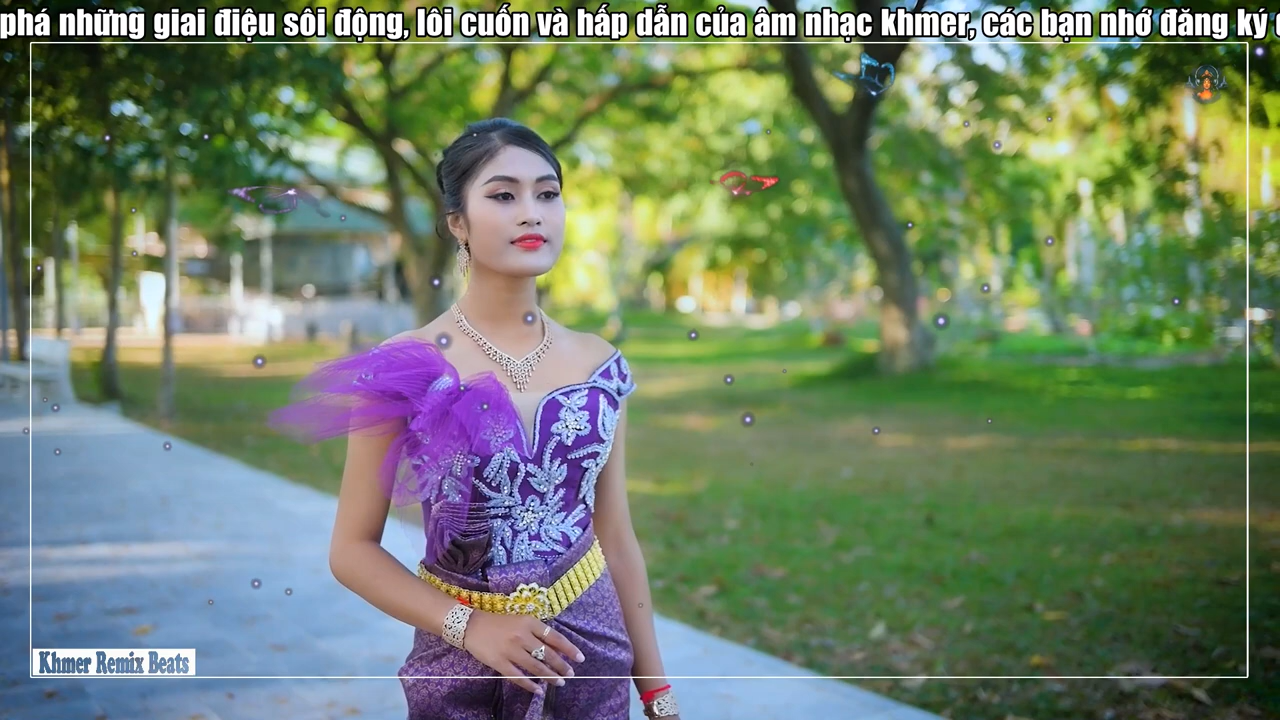 phá những giai điệu sôi động, lôi cuốn và hấp dẫn của âm nhạc khmer, các bạn nhớ đăng ký
Khmer Remix Beats